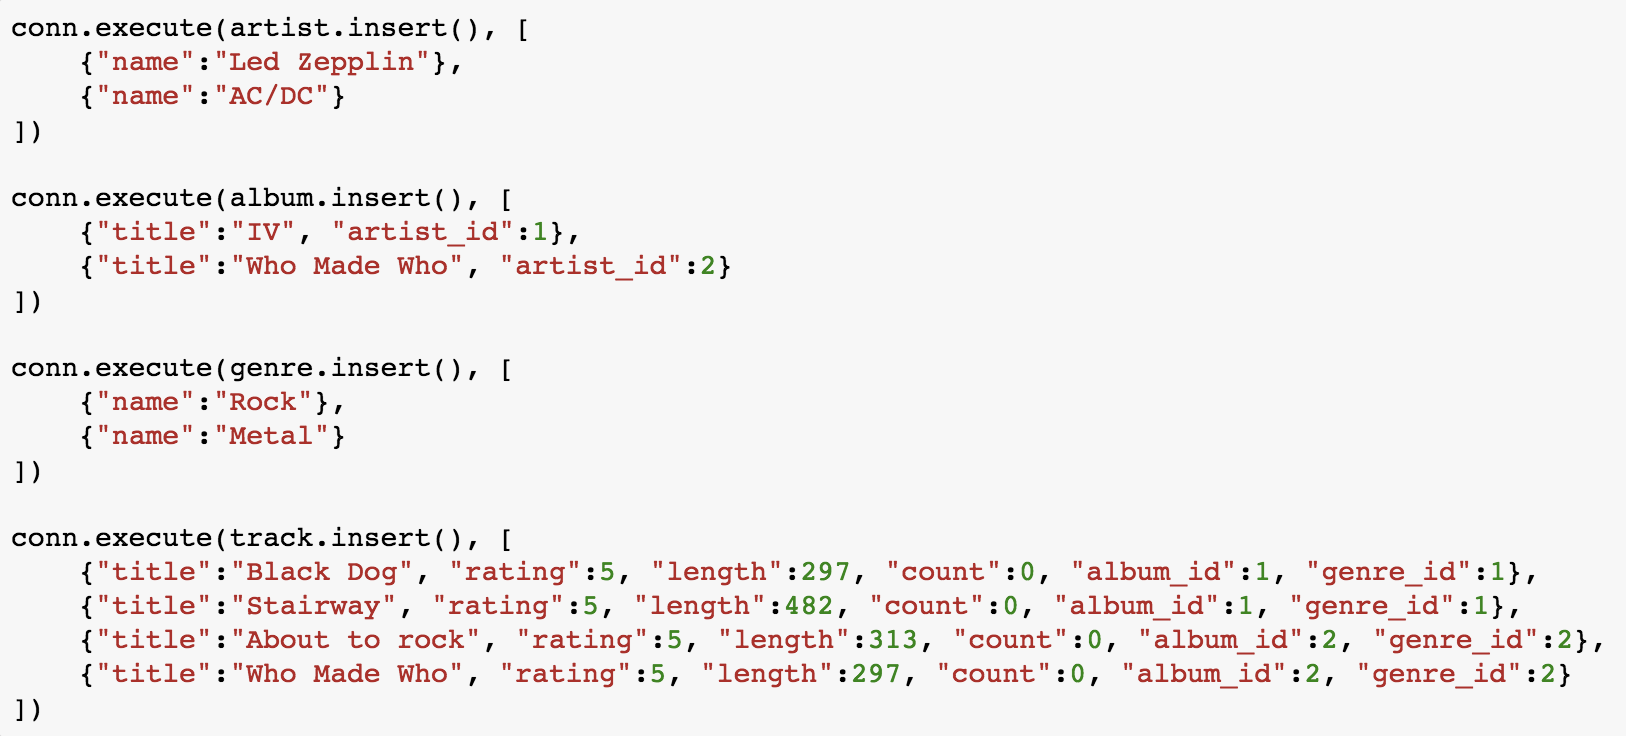 conn.execute(artist.insert(), [
    {"name":"Led Zepplin"},
    {"name":"AC/DC"}
])

conn.execute(album.insert(), [
    {"title":"IV", "artist_id":1},
    {"title":"Who Made Who", "artist_id":2}
])

conn.execute(genre.insert(), [
    {"name":"Rock"},
    {"name":"Metal"}
])

conn.execute(track.insert(), [
    {"title":"Black Dog", "rating":5, "length":297, "count":0, "album_id":1, "genre_id":1},
    {"title":"Stairway", "rating":5, "length":482, "count":0, "album_id":1, "genre_id":1},
    {"title":"About to rock", "rating":5, "length":313, "count":0, "album_id":2, "genre_id":2},
    {"title":"Who Made Who", "rating":5, "length":297, "count":0, "album_id":2, "genre_id":2}
])